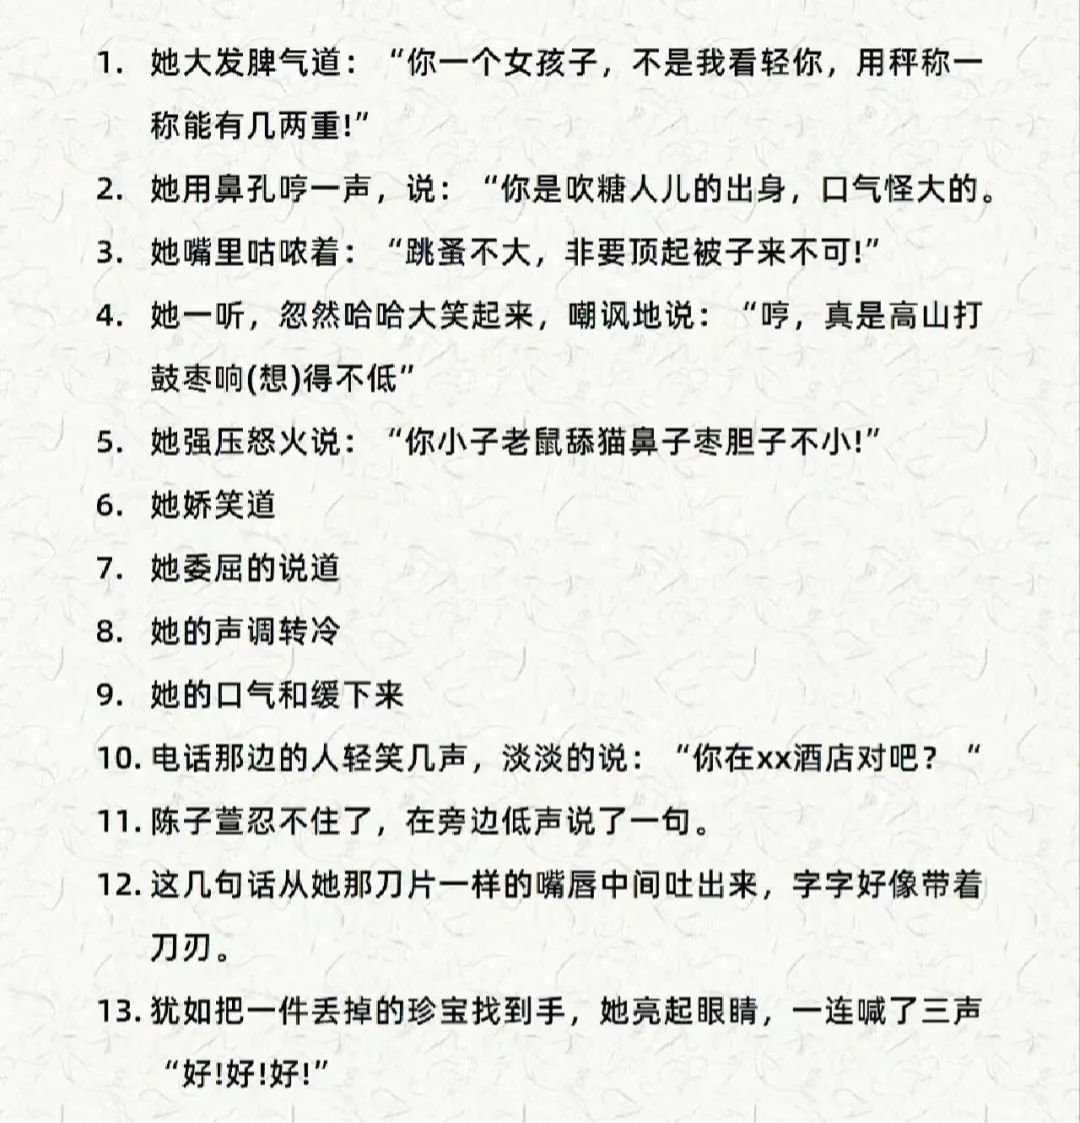 1. 她大发脾气道：“你一个女孩子，不是我看轻你，用秤称一
称能有几两重!”
2. 她用鼻孔哼一声，说：“你是吹糖人儿的出身，口气怪大的。
3. 她嘴里咕哝着：“跳蚤不大，非要顶起被子来不可!”
4. 她一听，忽然哈哈大笑起来，嘲讽地说：“哼，真是高山打
鼓枣响(想)得不低”
5. 她强压怒火说：“你小子老鼠舔猫鼻子枣胆子不小!”
6. 她娇笑道
7. 她委屈的说道
8. 她的声调转冷
9. 她的口气和缓下来
10. 电话那边的人轻笑几声，淡淡的说：“你在xx酒店对吧？“
11. 陈子萱忍不住了，在旁边低声说了一句。
12. 这几句话从她那刀片一样的嘴唇中间吐出来，字字好像带着
刀刃。
13. 犹如把一件丢掉的珍宝找到手，她亮起眼睛，一连喊了三声
“好!好!好!”